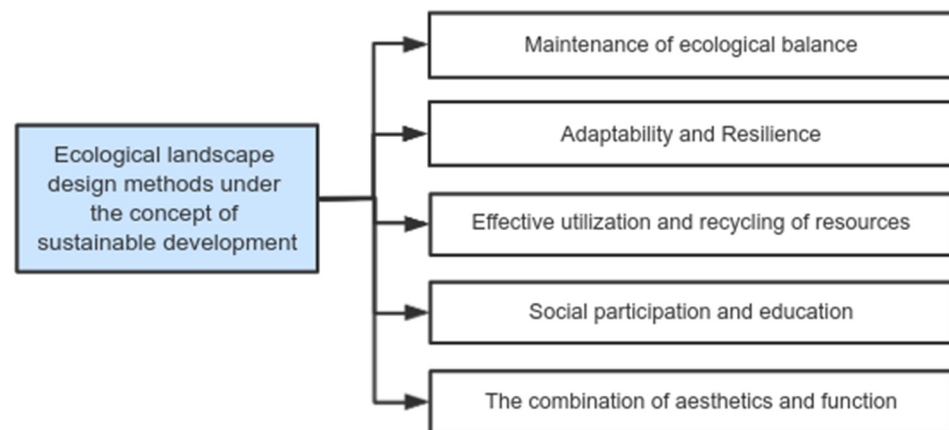 Ecological landscape
design methods under
the concept of
sustainable development
Maintenance of ecological balance
Adaptability and Resilience
Effective utilization and recycling of resources
Social participation and education
The combination of aesthetics and function